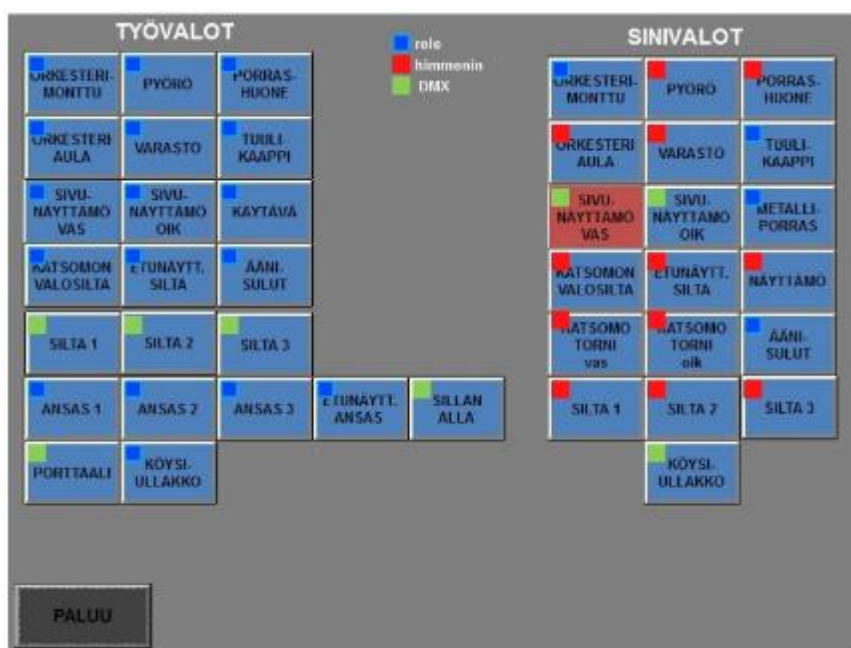 TYÖVALOT
ORKESTERI-
MONTTU
PYÖRÖ
PORRAS-
HUONE
ORKESTERI
AULA
VARASTO
TUULI-
KAAPPI
SIVU-
NÄYTTÄMÖ
VAS
SIVU-
NÄYTTÄMÖ
OIK
KÄYTÄVÄ
KATSOMON
VALOSILTA
ETUNÄYTT.
SILTA
ÄÄNI-
SULUT
SILTA 1
SILTA 2
SILTA 3
ANSAS 1
ANSAS 2
ANSAS 3
ETUNÄYTT.
ANSAS
SILLAN
ALLA
PORTTAALI
KÖYSI-
ULLAKKO
rele
himmenin
DMX
SINIVALOT
ORKESTERI-
MONTTU
PYÖRÖ
PORRAS-
HUONE
ORKESTERI
AULA
VARASTO
TUULI-
KAAPPI
SIVU-
NÄYTTÄMÖ
VAS
SIVU-
NÄYTTÄMÖ
OIK
METALLI-
PORRAS
KATSOMON
VALOSILTA
ETUNÄYTT.
SILTA
NÄYTTÄMÖ
KATSOMO
TORNI
vas
KATSOMO
TORNI
oik
ÄÄNI-
SULUT
SILTA 1
SILTA 2
SILTA 3
KÖYSI-
ULLAKKO
PALUU